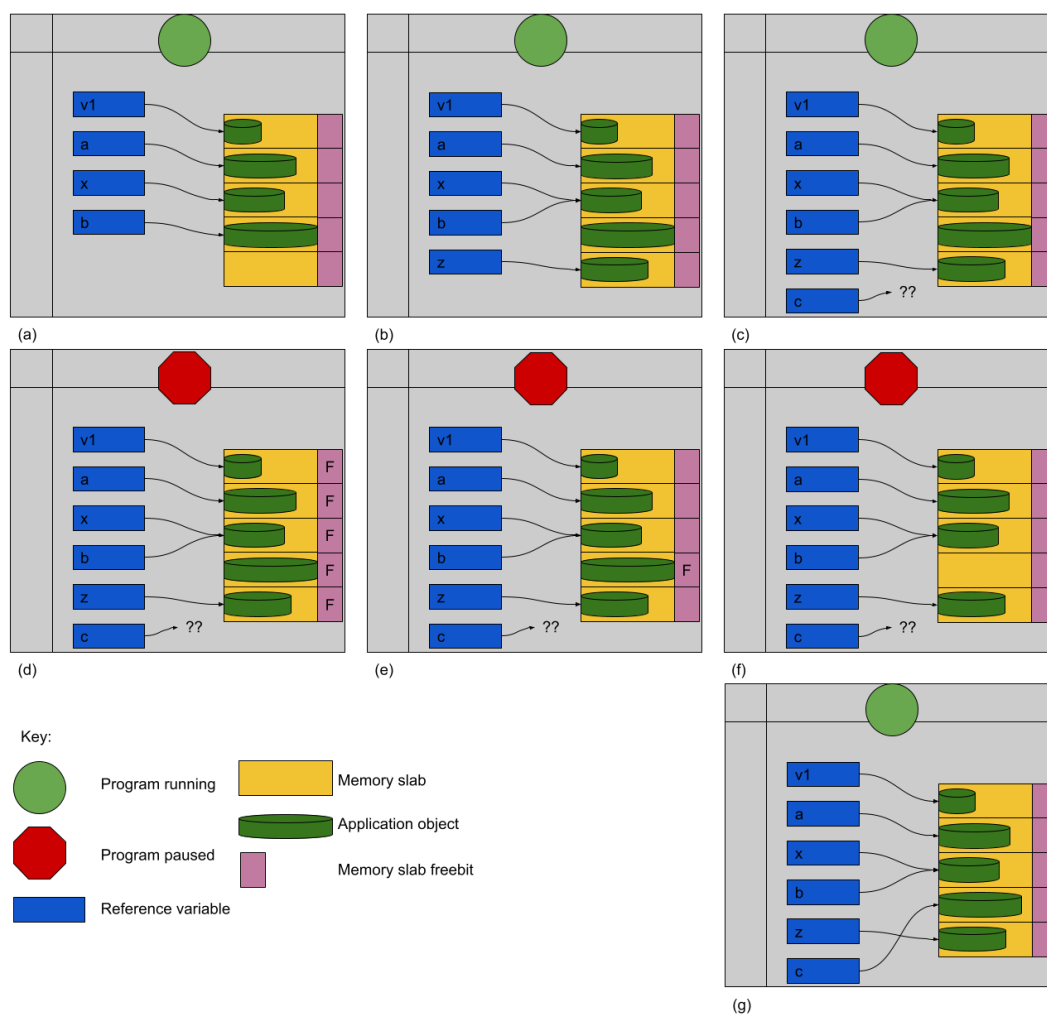 v1
a
x
b
(a)
v1
a
x
b
z
(b)
v1
a
x
b
z
c
??
(c)
v1
F
a
F
x
F
b
F
z
F
c
??
(d)
v1
a
x
b
F
z
c
??
(e)
v1
a
x
b
z
c
??
(f)
v1
a
x
b
z
c
(g)
Key:
Program running
Program paused
Reference variable
Memory slab
Application object
Memory slab freebit